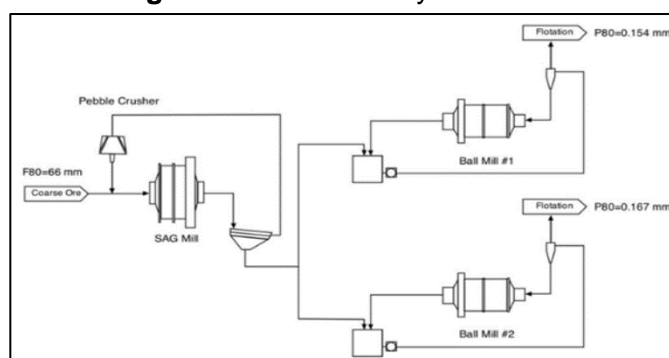 Flotation
P80=0.154 mm
Pebble Crusher
Ball Mill #1
F80=66 mm
Coarse Ore
SAG Mill
Flotation
P80=0.167 mm
Ball Mill #2